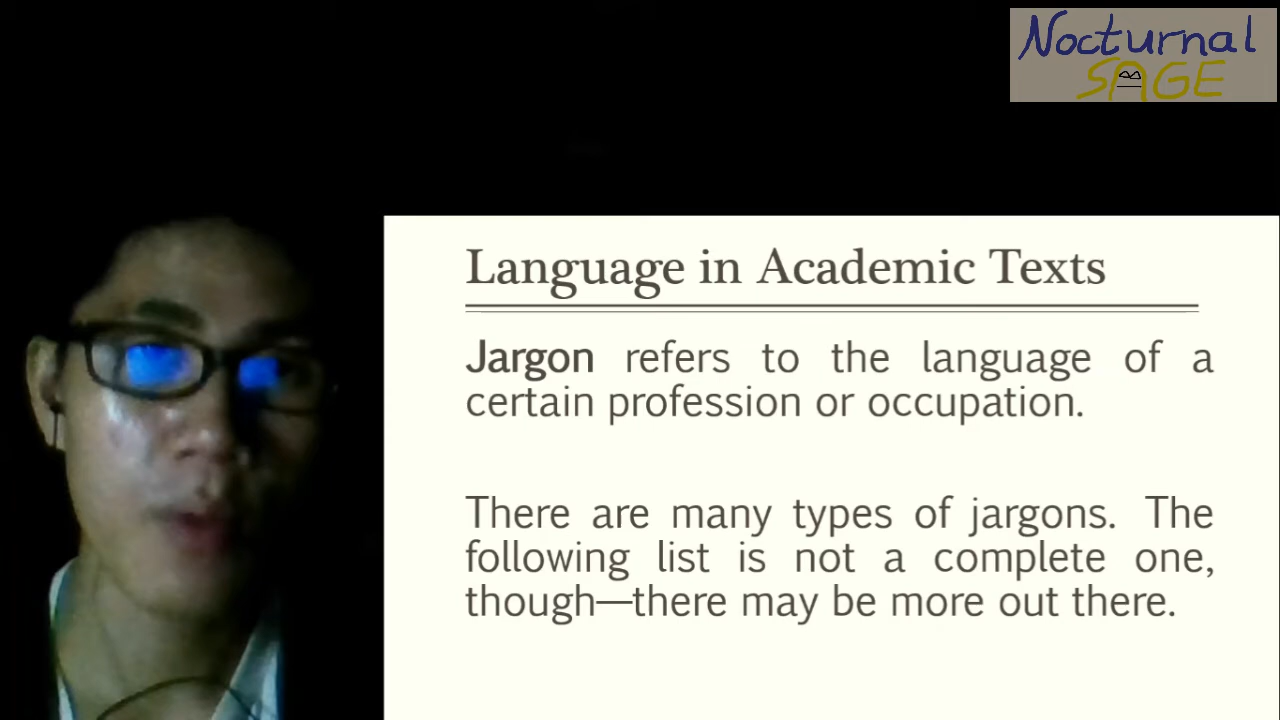 Nocturnal
SAGE
Language in Academic Texts
Jargon refers to the language of a
certain profession or occupation.
There are many types of jargons. The
following list is not a complete one,
though—there may be more out there.